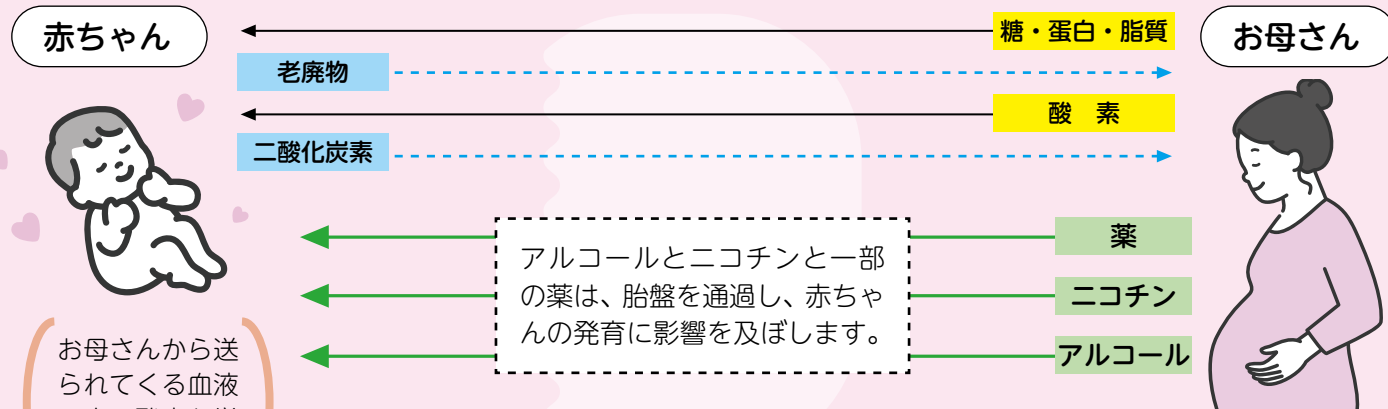 赤ちゃん
糖・蛋白・脂質
お母さん
老廃物
酸 素
二酸化炭素
薬
ニコチン
アルコール
アルコールとニコチンと一部
の薬は、胎盤を通過し、赤ちゃ
んの発育に影響を及ぼします。
お母さんから送
られてくる血液